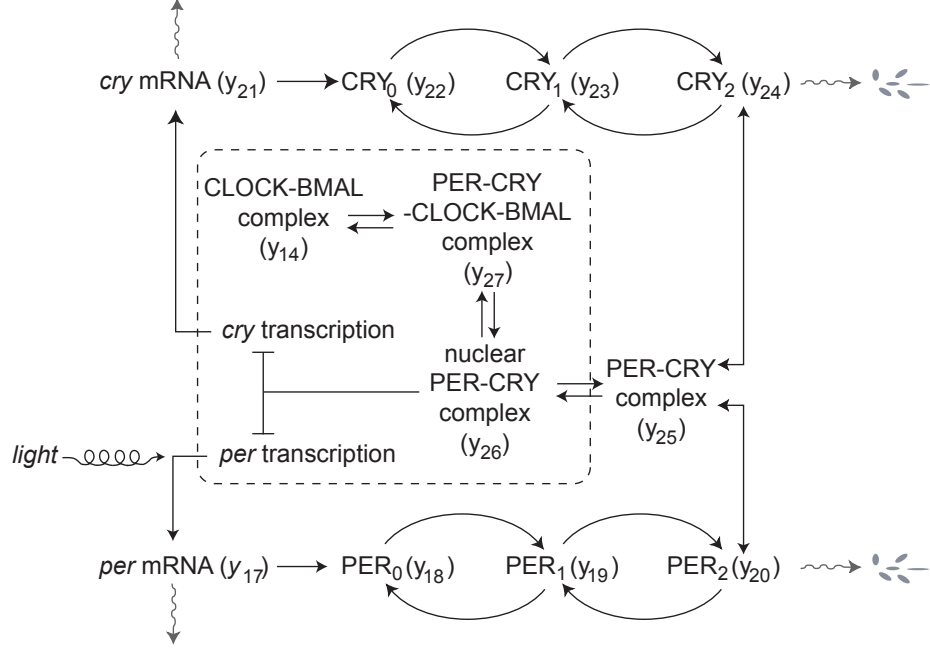 cry mRNA (y21)
CRY0 (y22)
CRY1 (y23)
CRY2 (y24)
CLOCK-BMAL
complex
(y14)
PER-CRY
-CLOCK-BMAL
complex
(y27)
cry transcription
nuclear
PER-CRY
complex
(y26)
PER-CRY
complex
(y25)
light
per transcription
per mRNA (y17)
PER0 (y18)
PER1 (y19)
PER2 (y20)